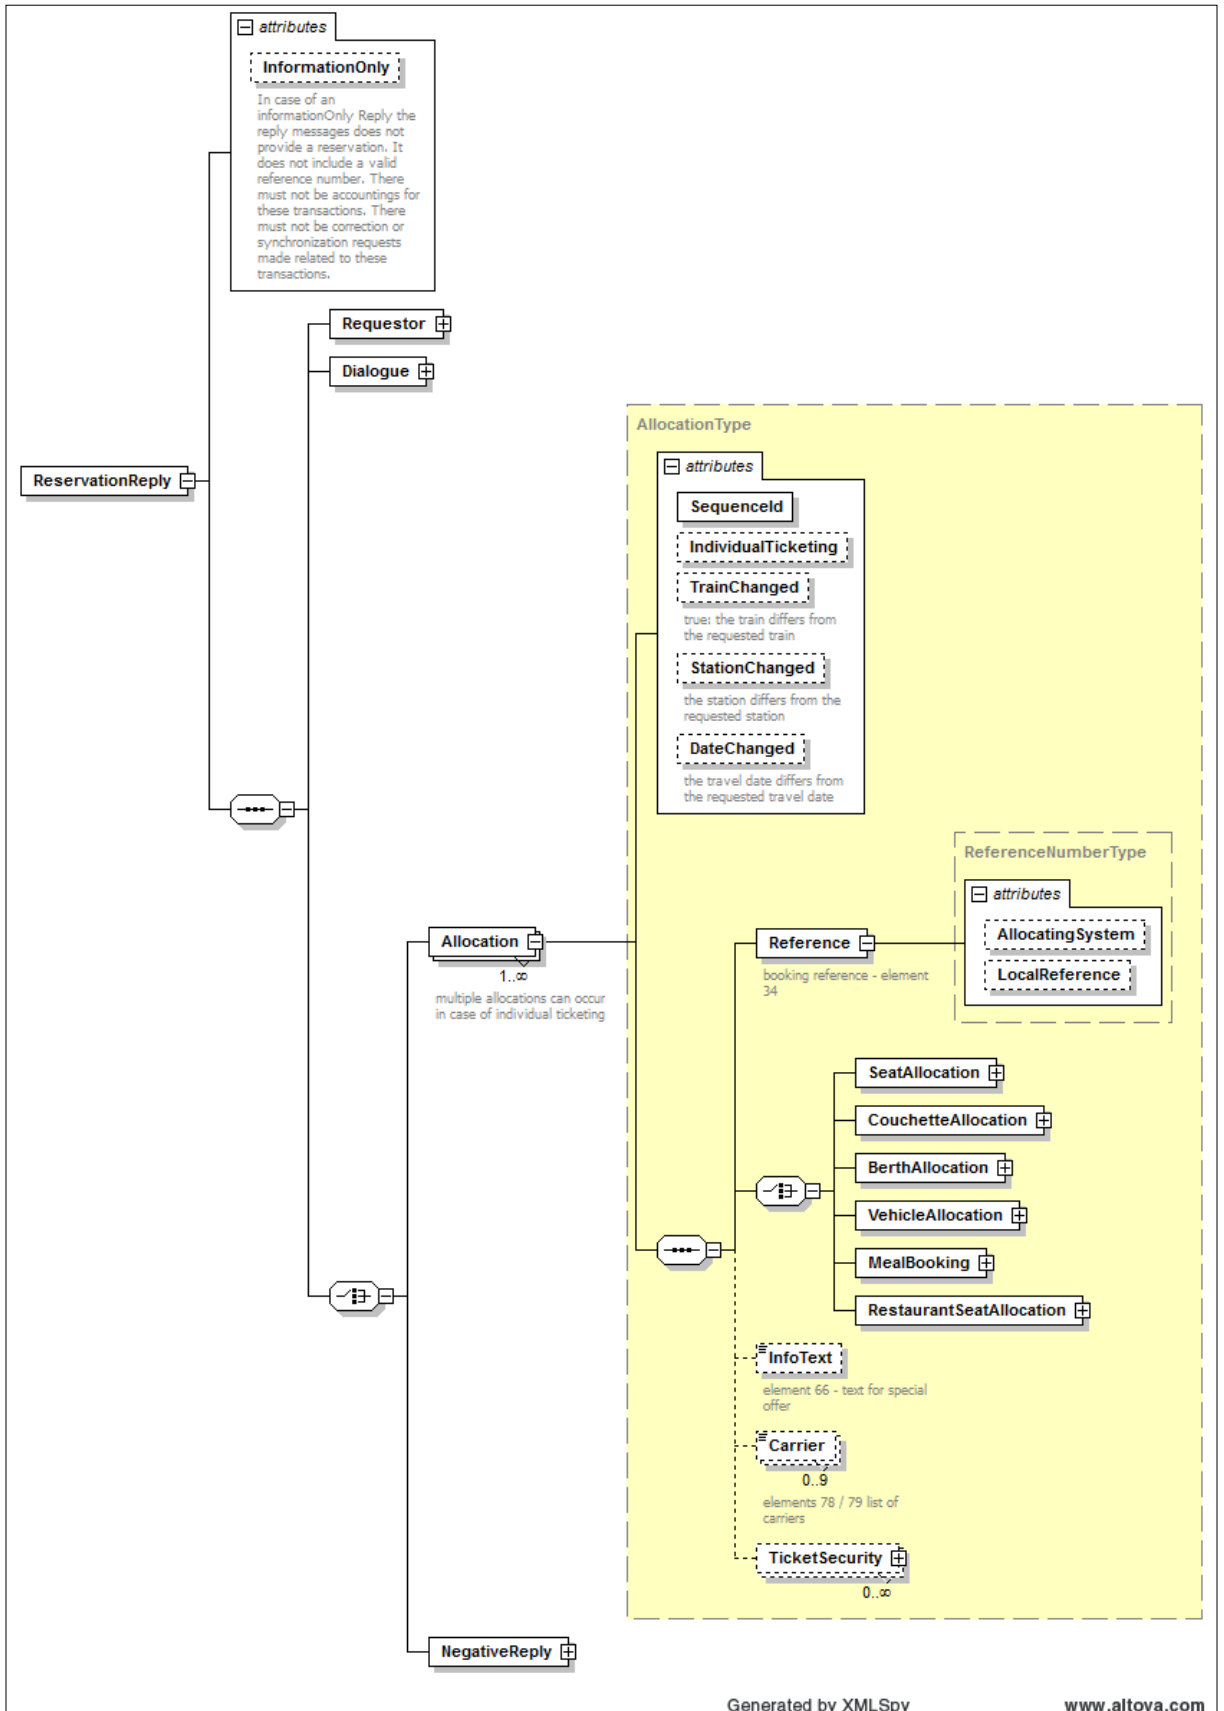 attributes
InformationOnly
In case of an
informationOnly Reply the
reply messages does not
provide a reservation. It
does not include a valid
reference number. There
must not be accountings for
these transactions. There
must not be correction or
synchronization requests
made related to these
transactions.
Requestor
Dialogue
ReservationReply
AllocationType
attributes
SequenceId
IndividualTicketing
TrainChanged
true: the train differs from
the requested train
StationChanged
the station differs from the
requested station
DateChanged
the travel date differs from
the requested travel date
ReferenceNumberType
attributes
AllocatingSystem
LocalReference
Allocation
1..∞
multiple allocations can occur
in case of individual ticketing
Reference
booking reference - element
34
SeatAllocation
CouchetteAllocation
BerthAllocation
VehicleAllocation
MealBooking
RestaurantSeatAllocation
InfoText
element 66 - text for special
offer
Carrier
0..9
elements 78 / 79 list of
carriers
TicketSecurity
0..∞
NegativeReply
Generated by XMLSpy www.altova.com